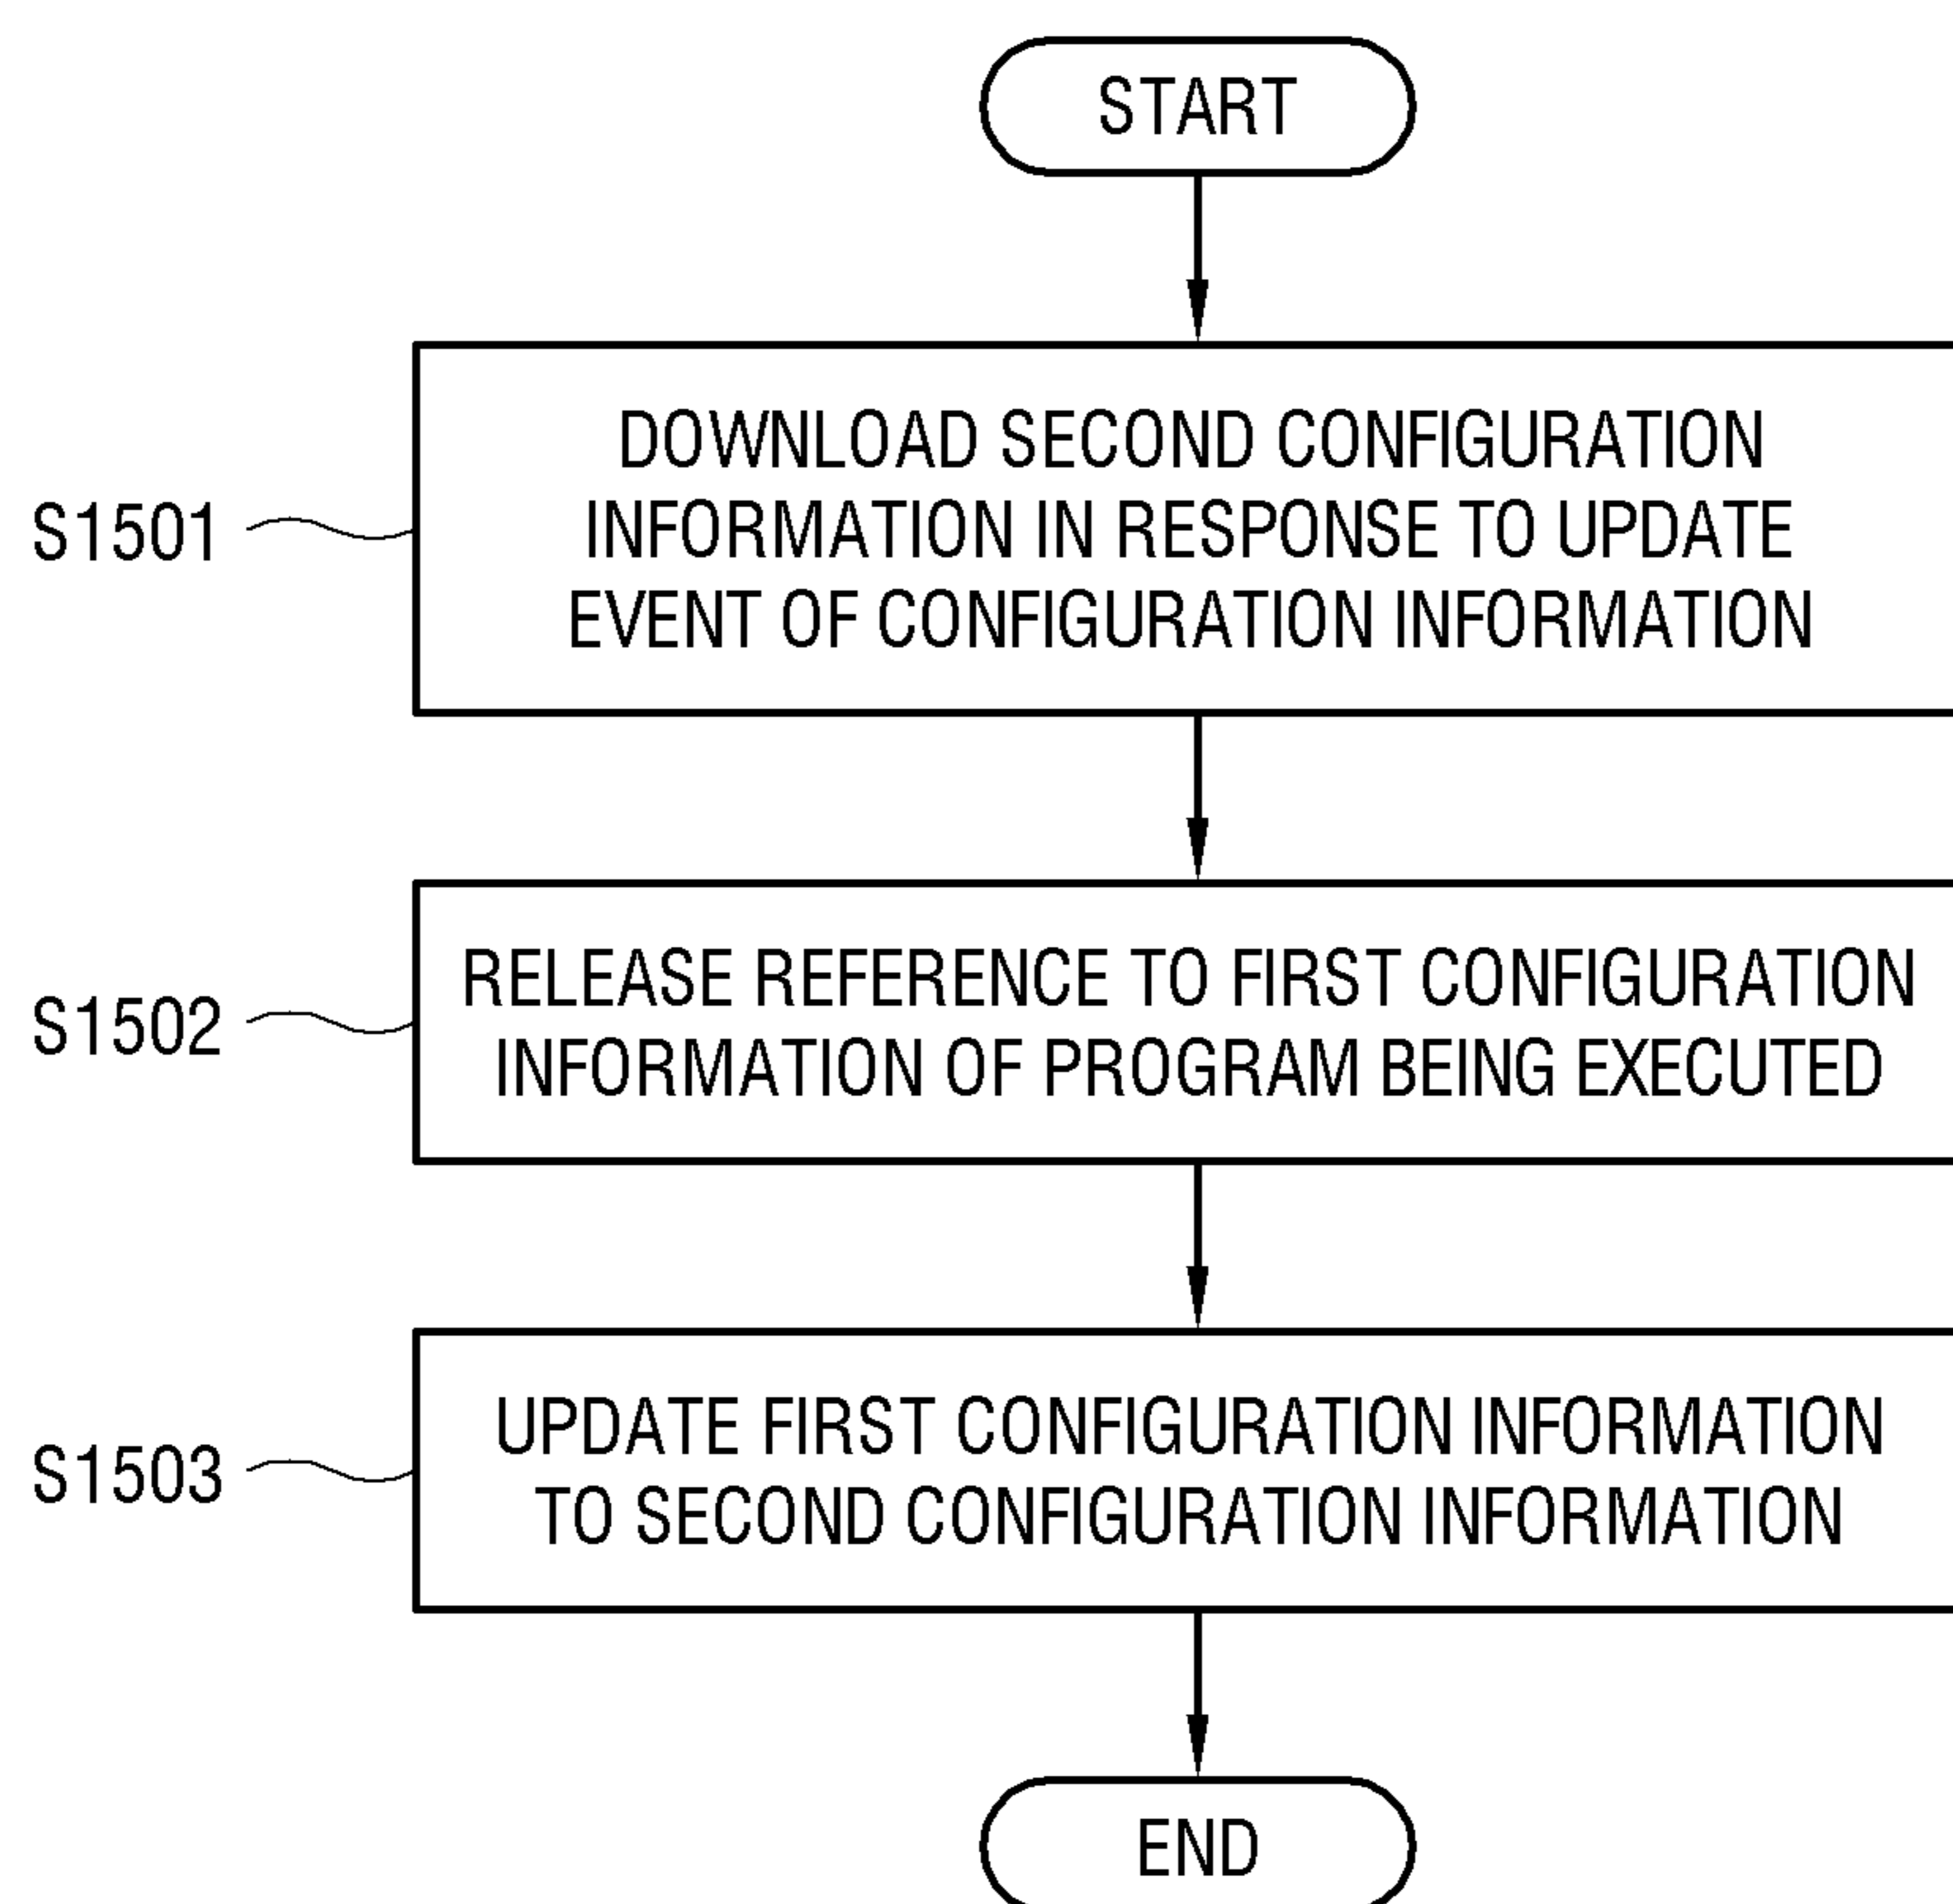 START
DOWNLOAD SECOND CONFIGURATION
INFORMATION IN RESPONSE TO UPDATE
EVENT OF CONFIGURATION INFORMATION
S1501
RELEASE REFERENCE TO FIRST CONFIGURATION
INFORMATION OF PROGRAM BEING EXECUTED
S1502
UPDATE FIRST CONFIGURATION INFORMATION
TO SECOND CONFIGURATION INFORMATION
S1503
END